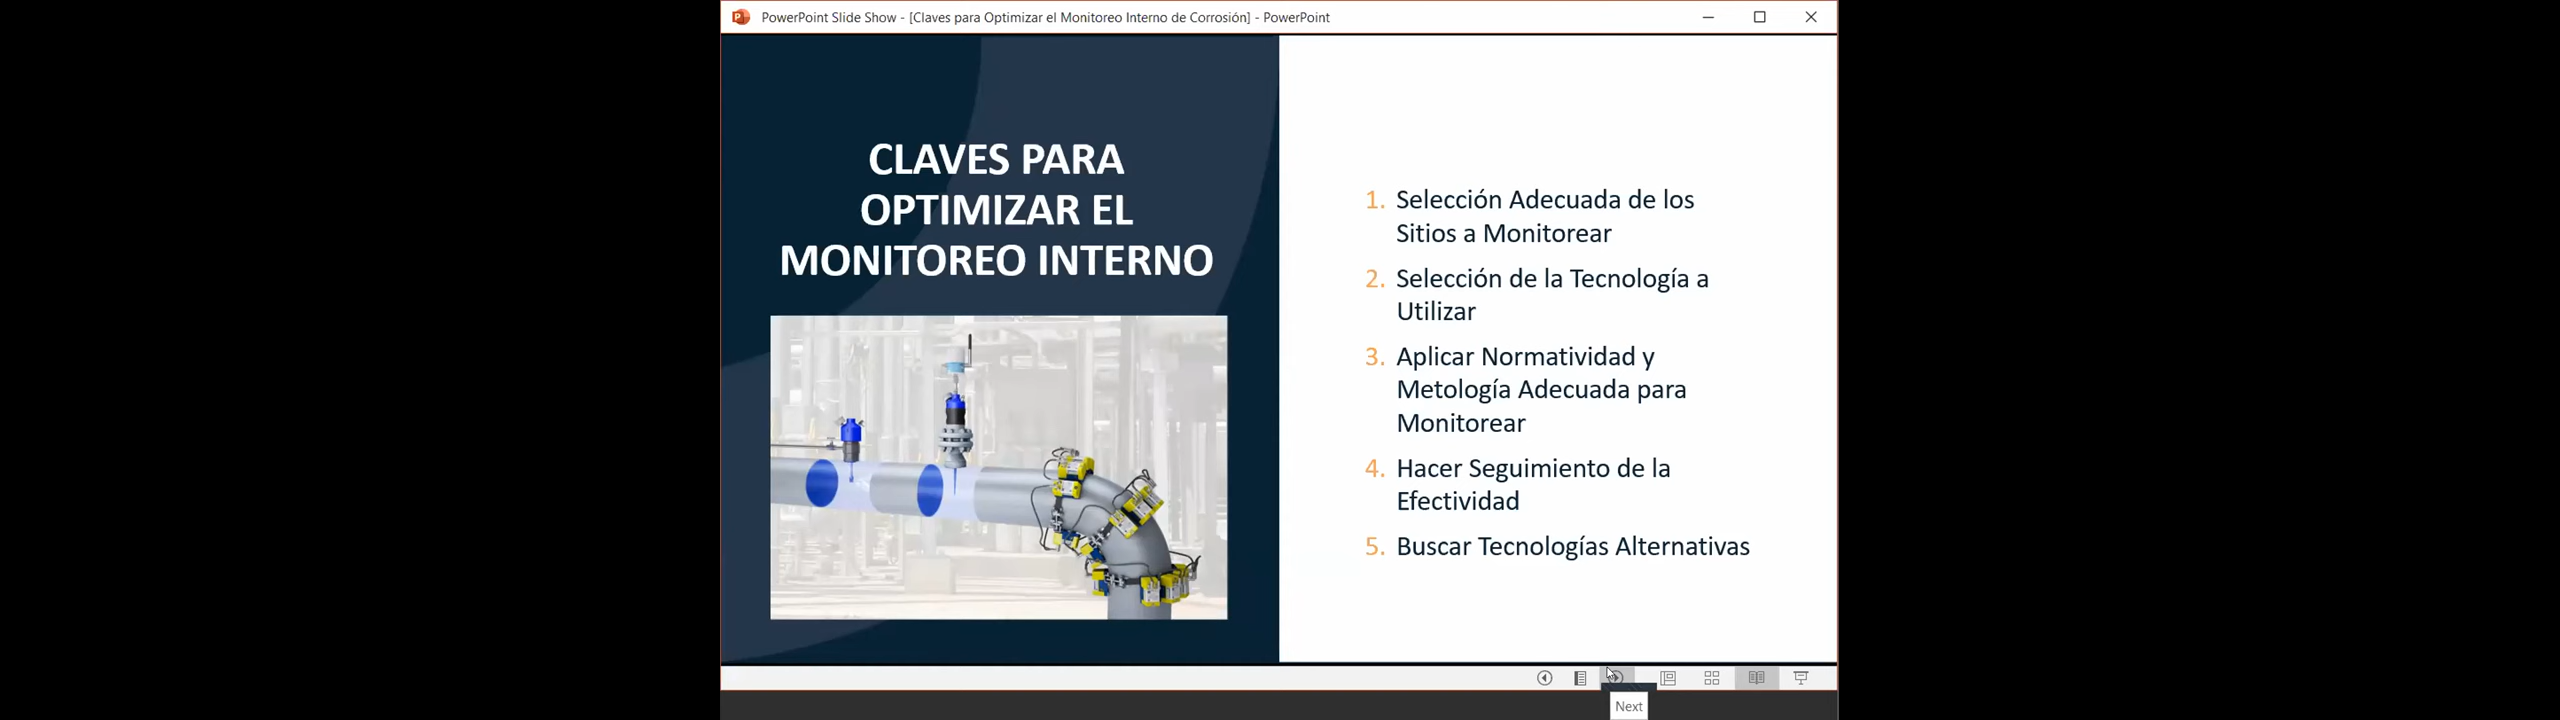 PowerPoint Slide Show - [Claves para Optimizar el Monitoreo Interno de Corrosión] - PowerPoint
CLAVES PARA
OPTIMIZAR EL
MONITOREO INTERNO
1. Selección Adecuada de los
Sitios a Monitorear
2. Selección de la Tecnología a
Utilizar
3. Aplicar Normatividad y
Metología Adecuada para
Monitorear
4. Hacer Seguimiento de la
Efectividad
5. Buscar Tecnologías Alternativas
Next